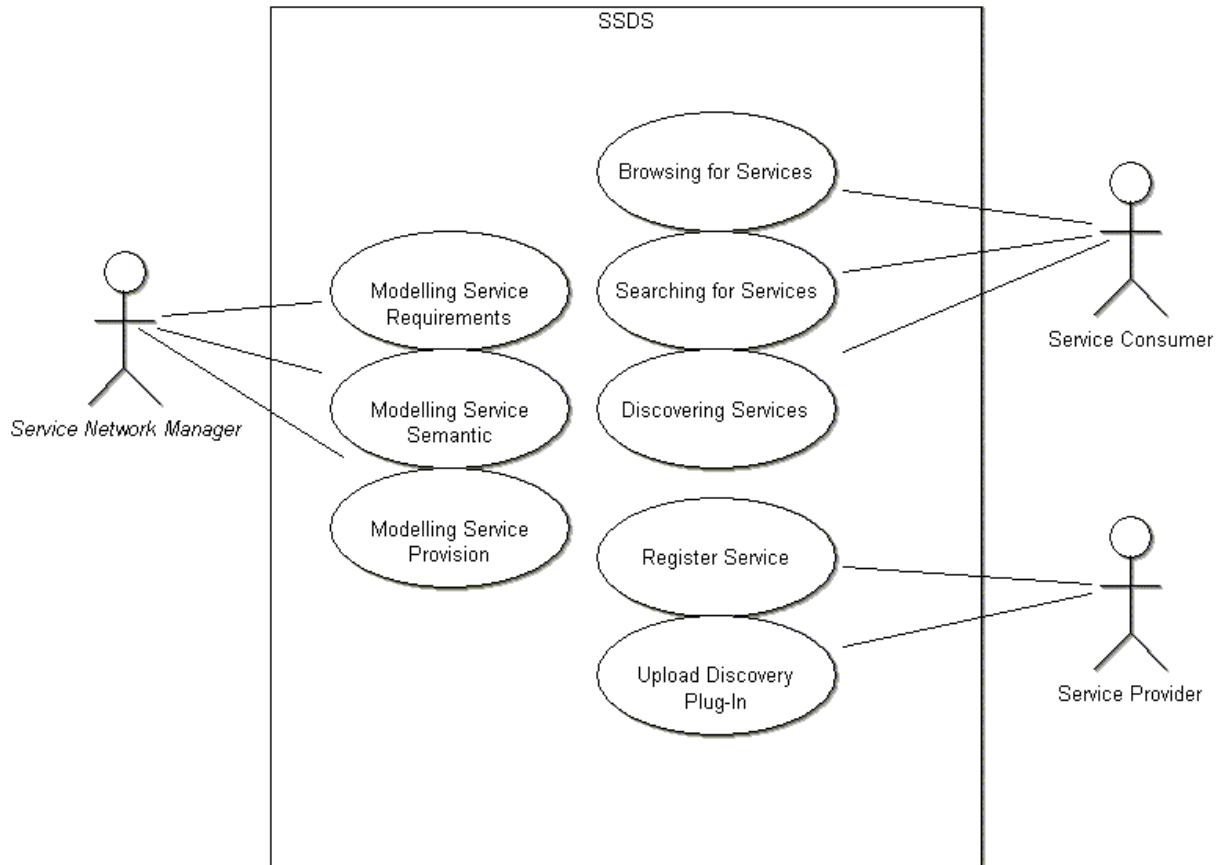 SSDS
Browsing for Services
Searching for Services
Discovering Services
Service Consumer
Modelling Service
Requirements
Modelling Service
Semantic
Modelling Service
Provision
Service Network Manager
Register Service
Upload Discovery
Plug-In
Service Provider